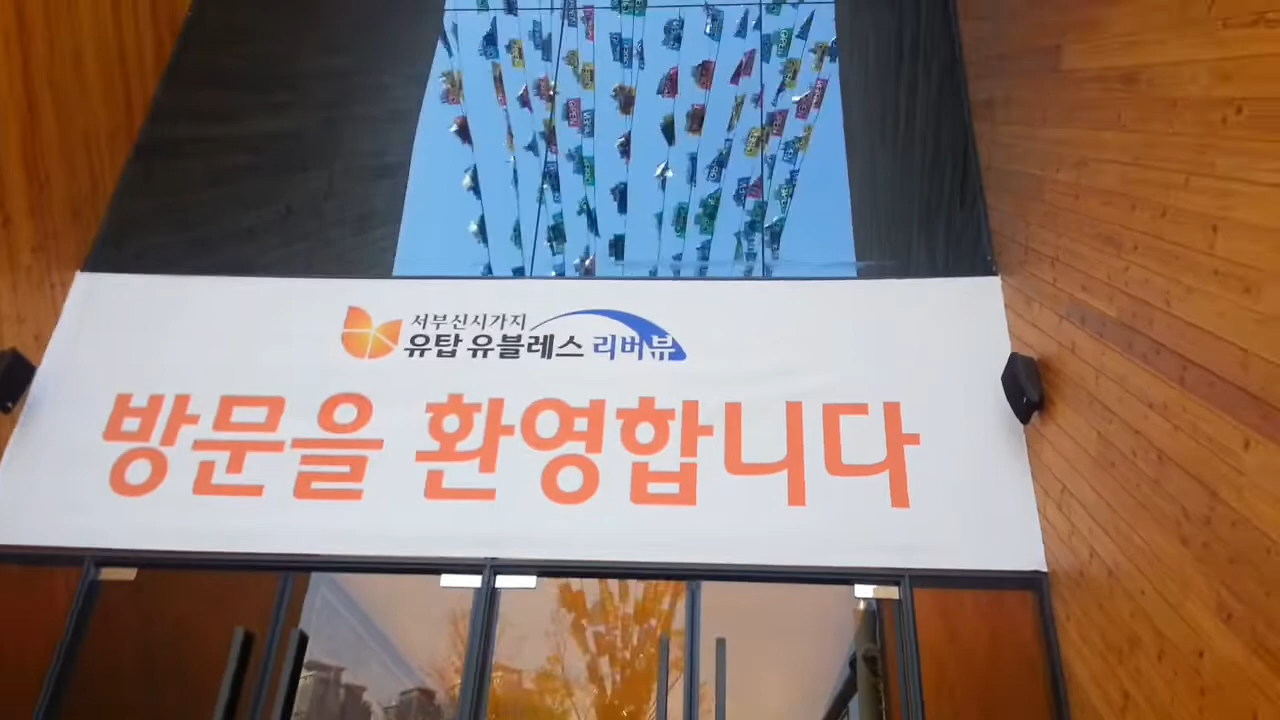 서부신시가지
유탑 유블레스 리버뷰
방문을 환영합니다